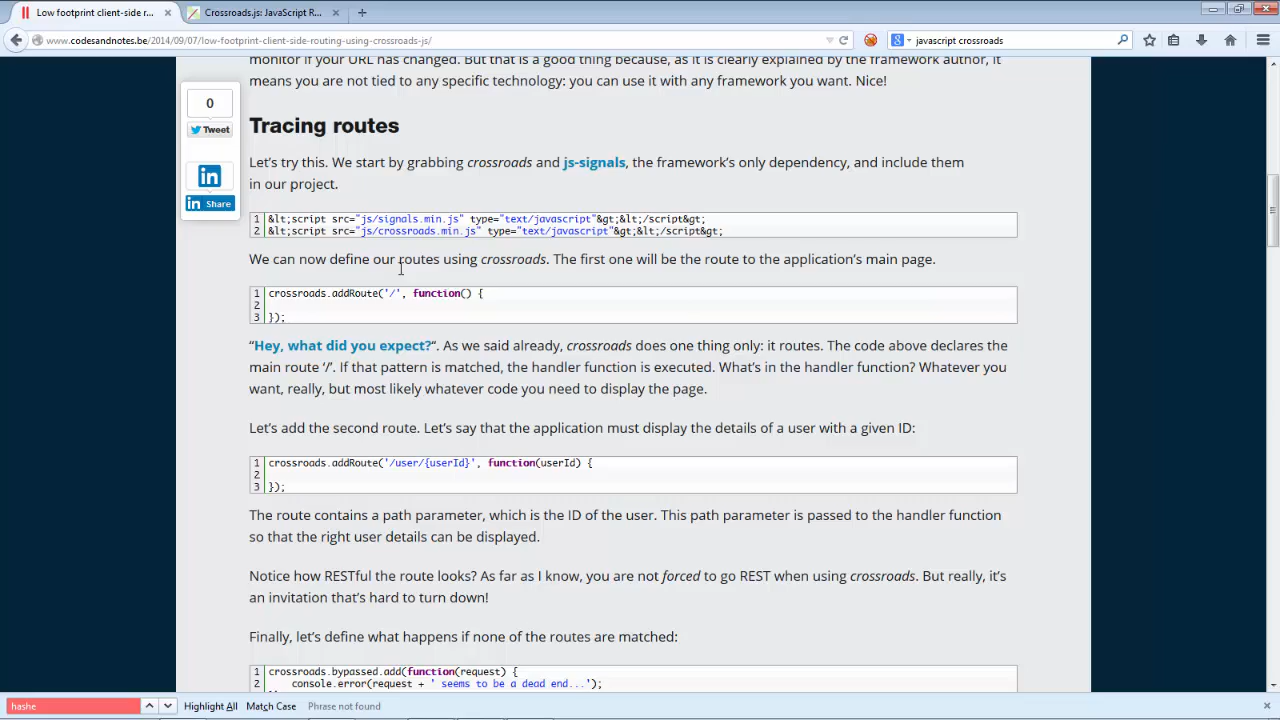 Low footprint client-side r...
Crossroads.js: JavaScript R...
www.codesandnotes.be/2014/09/07/low-footprint-client-side-routing-using-crossroads-js/
javascript crossroads
monitor if your URL has changed. But that is a good thing because, as it is clearly explained by the framework author, it
means you are not tied to any specific technology: you can use it with any framework you want. Nice!
0
Tweet
Share
Tracing routes
Let's try this. We start by grabbing crossroads and js-signals, the framework's only dependency, and include them
in our project.
1 &lt;script src="js/signals.min.js" type="text/javascript"&gt;&lt;/script&gt;
2 &lt;script src="js/crossroads.min.js" type="text/javascript"&gt;&lt;/script&gt;
We can now define our routes using crossroads. The first one will be the route to the application's main page.
1 crossroads.addRoute('/', function() {
2
3 });
“Hey, what did you expect?“. As we said already, crossroads does one thing only: it routes. The code above declares the
main route ‘/’. If that pattern is matched, the handler function is executed. What's in the handler function? Whatever you
want, really, but most likely whatever code you need to display the page.
Let's add the second route. Let's say that the application must display the details of a user with a given ID:
1 crossroads.addRoute('/user/{userId}', function(userId) {
2
3 });
The route contains a path parameter, which is the ID of the user. This path parameter is passed to the handler function
so that the right user details can be displayed.
Notice how RESTful the route looks? As far as I know, you are not forced to go REST when using crossroads. But really, it's
an invitation that's hard to turn down!
Finally, let's define what happens if none of the routes are matched:
1 crossroads.bypassed.add(function(request) {
2 console.error(request + ' seems to be a dead end...');
hashe
Highlight All
Match Case
Phrase not found